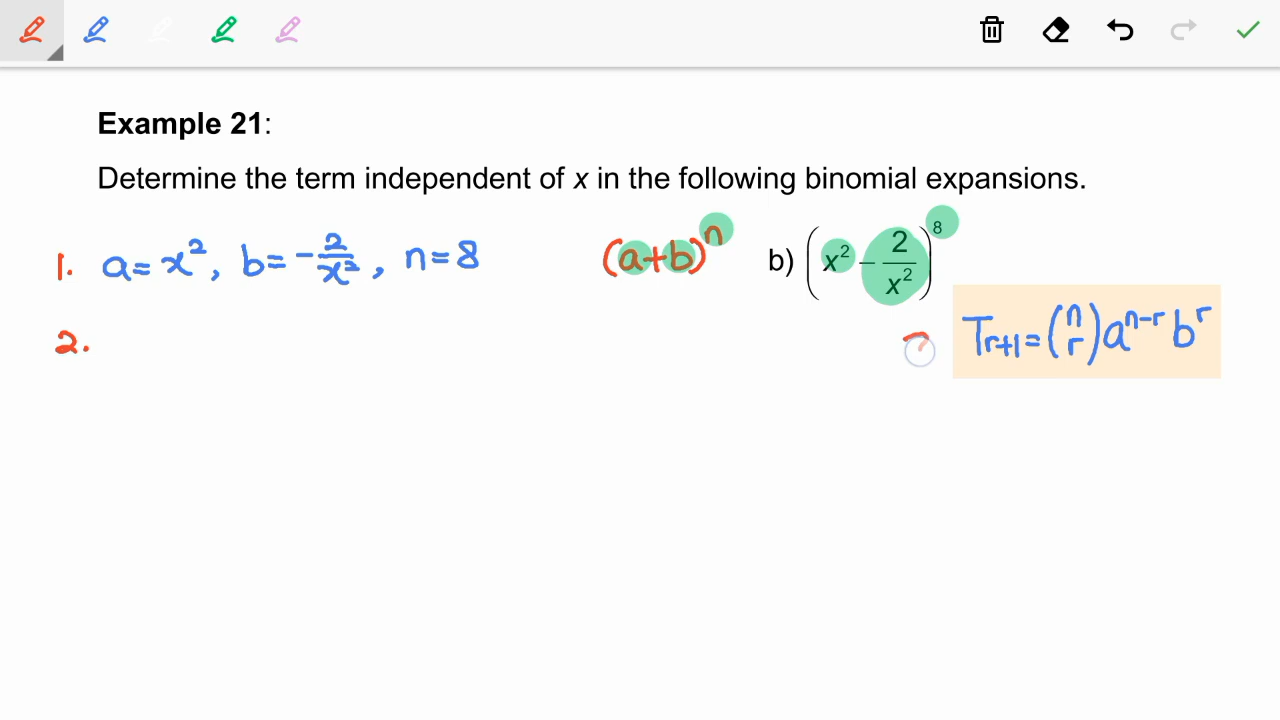 Example 21:
Determine the term independent of x in the following binomial expansions.
1. a = x², b = -2/x², n = 8
(a+b)ⁿ
b) (x² − 2/x²)⁸
2.
Tᵣ₊₁ = (n r) aⁿ⁻ʳ bʳ